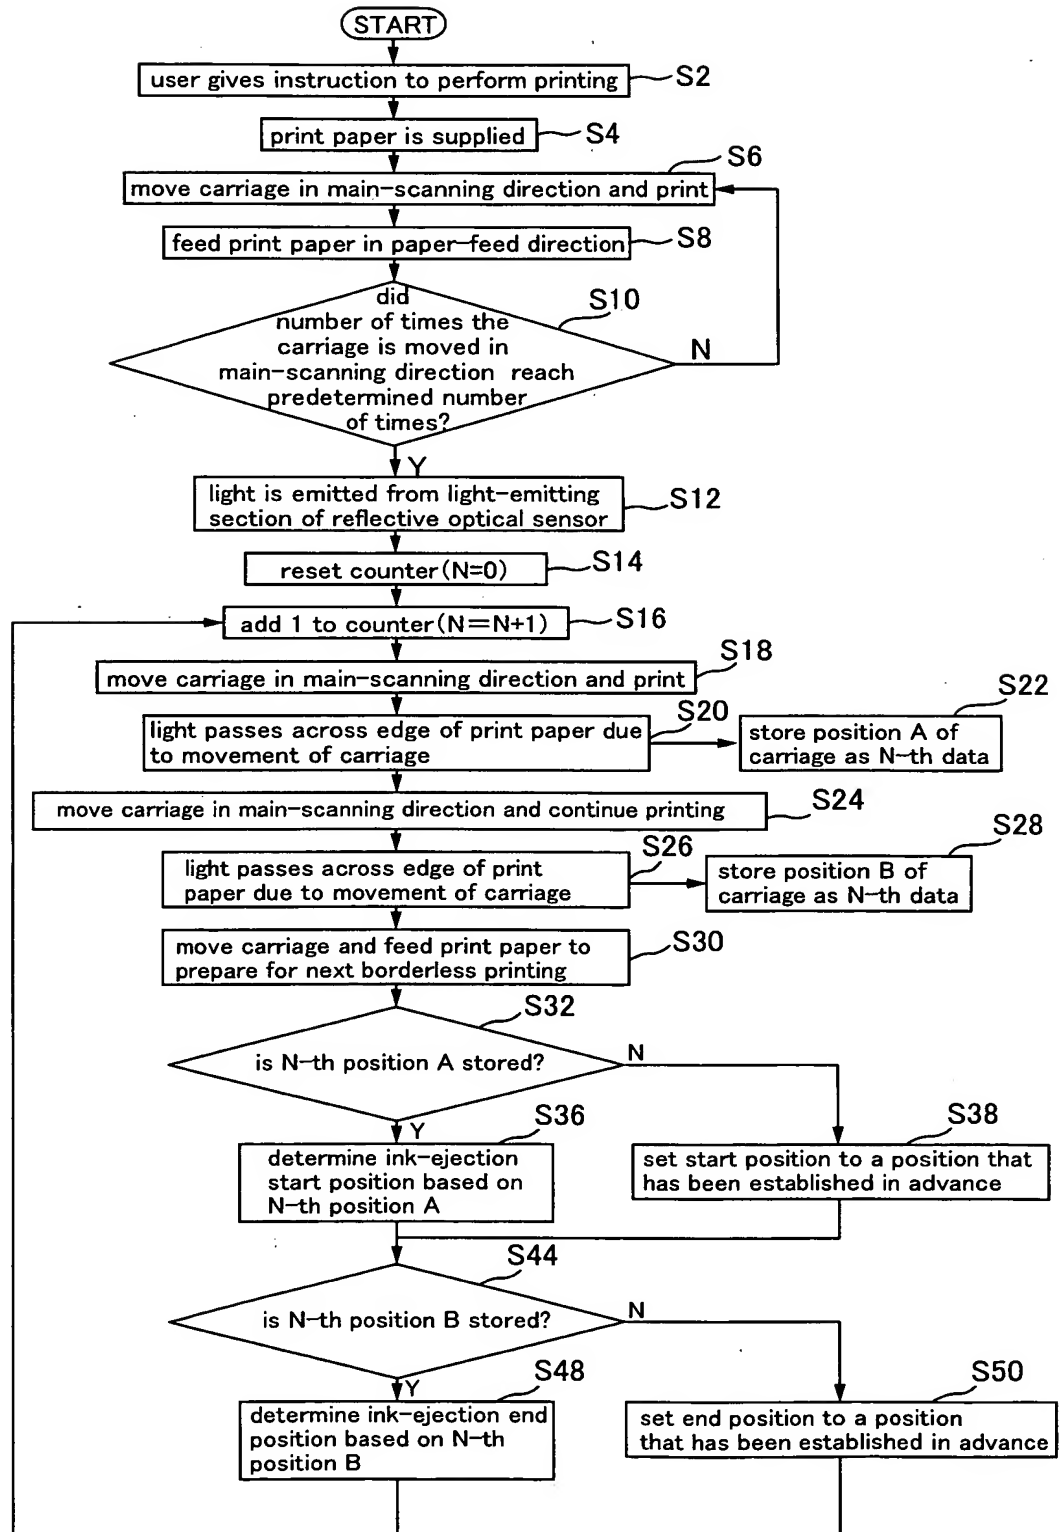 START
user gives instruction to perform printing
S2
print paper is supplied
S4
S6
move carriage in main-scanning direction and print
feed print paper in paper-feed direction
S8
did
number of times the
carriage is moved in
main-scanning direction reach
predetermined number
of times?
S10
N
Y
light is emitted from light-emitting
section of reflective optical sensor
S12
reset counter(N=0)
S14
add 1 to counter(N=N+1)
S16
S18
move carriage in main-scanning direction and print
S20
light passes across edge of print paper due
to movement of carriage
S22
store position A of
carriage as N-th data
move carriage in main-scanning direction and continue printing
S24
S26
light passes across edge of print
paper due to movement of carriage
S28
store position B of
carriage as N-th data
move carriage and feed print paper to
prepare for next borderless printing
S30
S32
is N-th position A stored?
N
Y
S36
determine ink-ejection
start position based on
N-th position A
S38
set start position to a position that
has been established in advance
S44
is N-th position B stored?
N
Y
S48
determine ink-ejection end
position based on N-th
position B
S50
set end position to a position
that has been established in advance